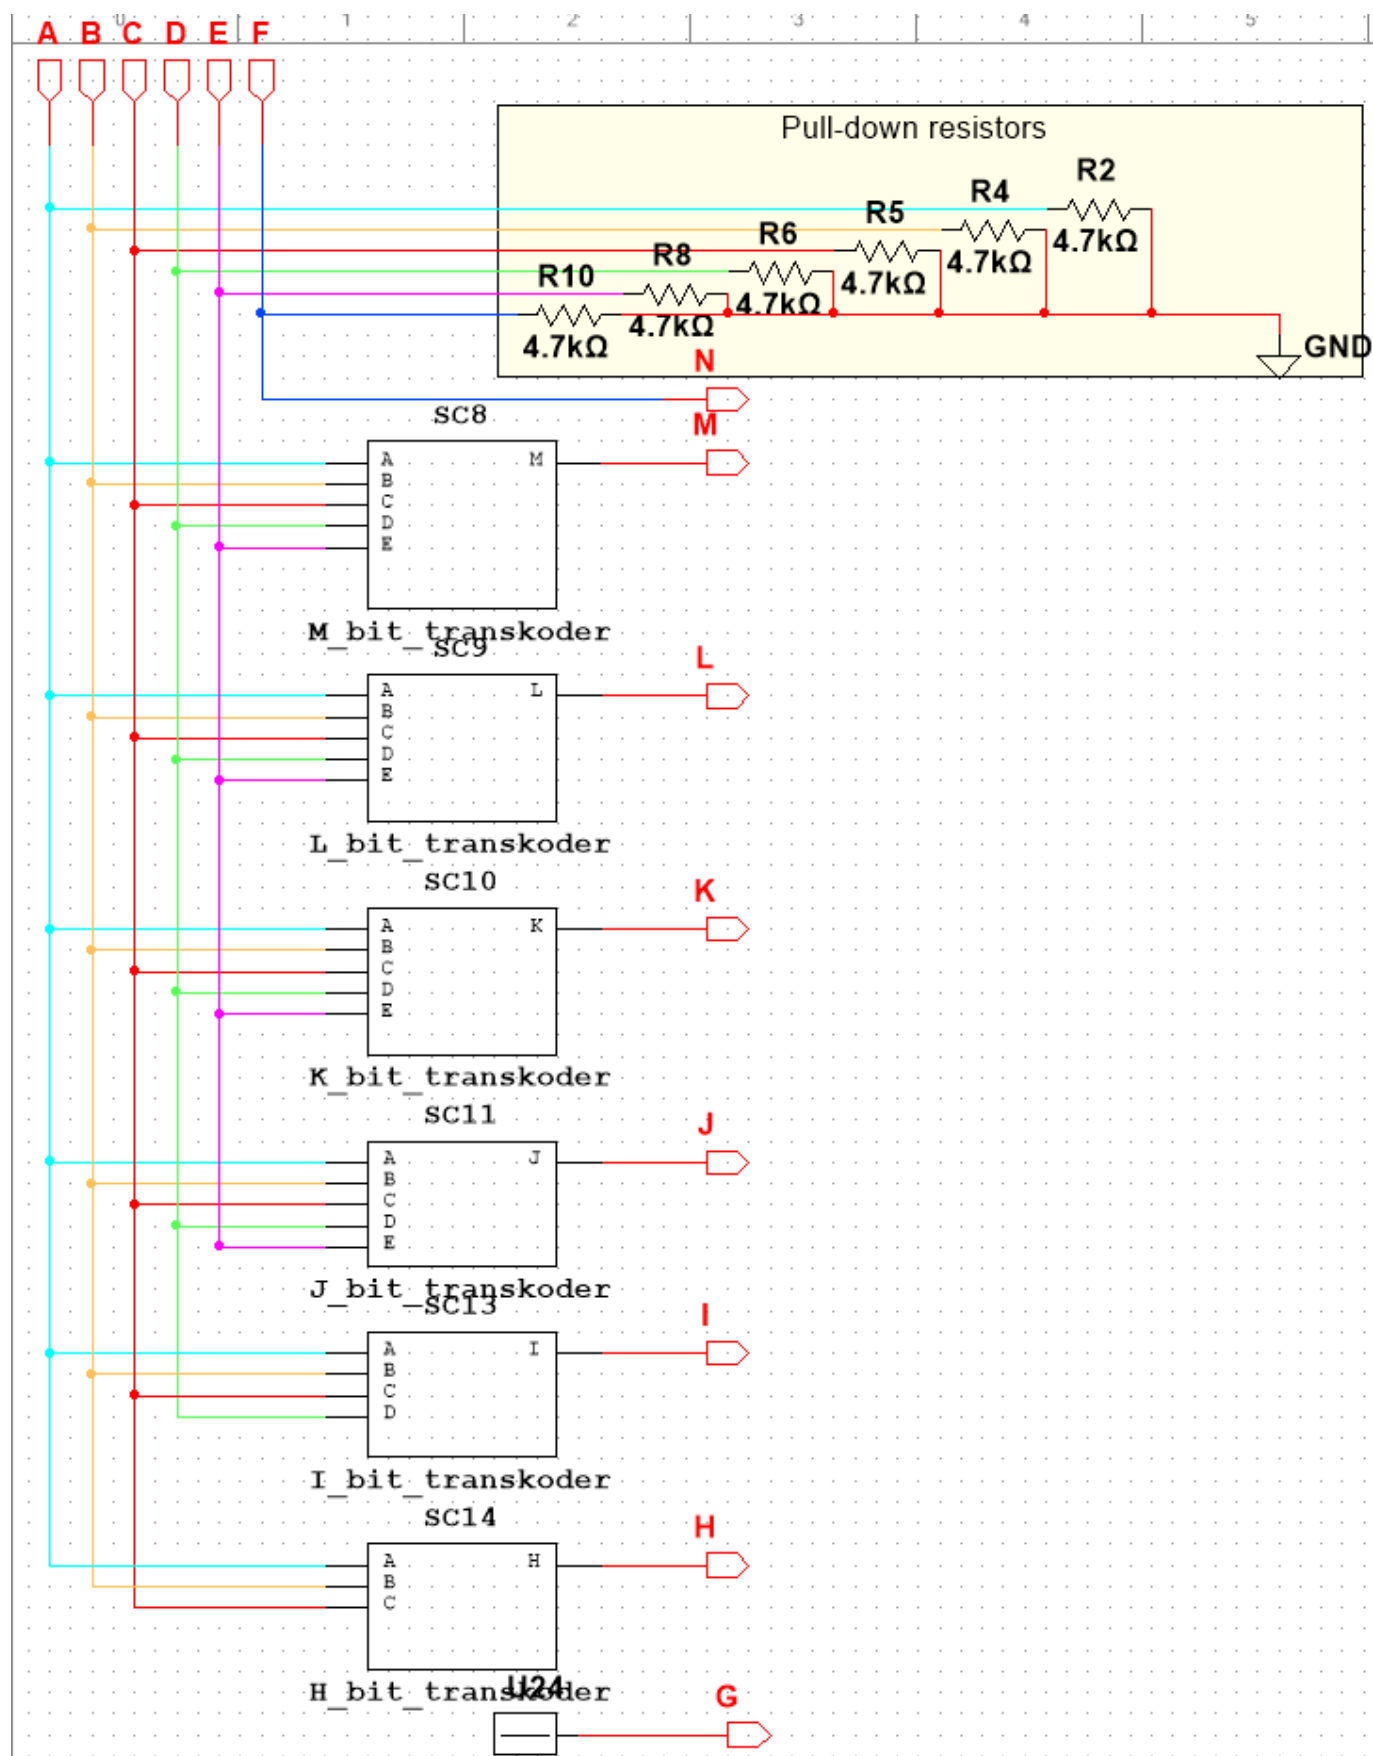 0 1 2 3 4 5
A B C D E F
Pull-down resistors
R2
4.7kΩ
R4
4.7kΩ
R5
4.7kΩ
R6
4.7kΩ
R8
4.7kΩ
R10
4.7kΩ
GND
N
SC8
M
A M
B
C
D
E
M_bit_transkoder
SC9
L
A L
B
C
D
E
L_bit_transkoder
SC10
K
A K
B
C
D
E
K_bit_transkoder
SC11
J
A J
B
C
D
E
J_bit_transkoder
SC13
I
A I
B
C
D
I_bit_transkoder
SC14
H
A H
B
C
H_bit_transkoder
U24
G